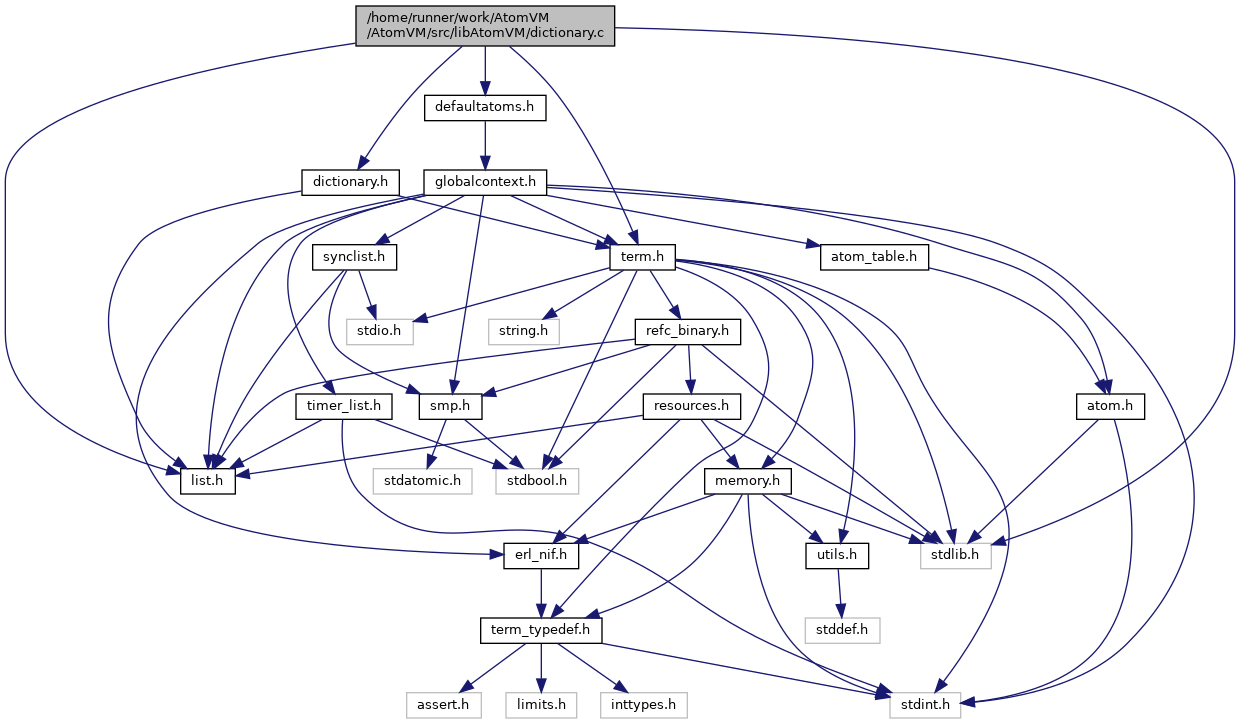 /home/runner/work/AtomVM
/AtomVM/src/libAtomVM/dictionary.c
defaultatoms.h
dictionary.h
globalcontext.h
synclist.h
term.h
atom_table.h
stdio.h
string.h
refc_binary.h
timer_list.h
smp.h
resources.h
atom.h
list.h
stdatomic.h
stdbool.h
memory.h
erl_nif.h
utils.h
stdlib.h
term_typedef.h
stddef.h
assert.h
limits.h
inttypes.h
stdint.h